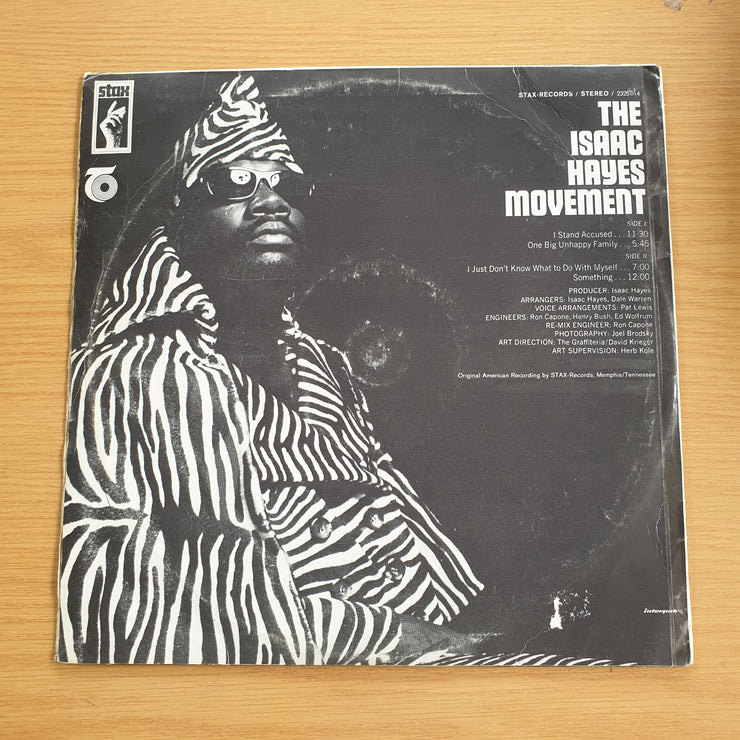 stax
STAX-RECORDS / STEREO / 2325 014
THE
ISAAC
HAYES
MOVEMENT
SIDE I:
I Stand Accused . . . 11:30
One Big Unhappy Family . . . 5:45
SIDE II:
I Just Don't Know What to Do With Myself . . . 7:00
Something . . . 12:00
PRODUCER: Isaac Hayes
ARRANGERS: Isaac Hayes, Dale Warren
VOICE ARRANGEMENTS: Pat Lewis
ENGINEERS: Ron Capone, Henry Bush, Ed Wolfrum
RE-MIX ENGINEER: Ron Capone
PHOTOGRAPHY: Joel Brodsky
ART DIRECTION: The Graffiteria/David Krieger
ART SUPERVISION: Herb Kole
Original American Recording by STAX-Records, Memphis/Tennessee
interpak